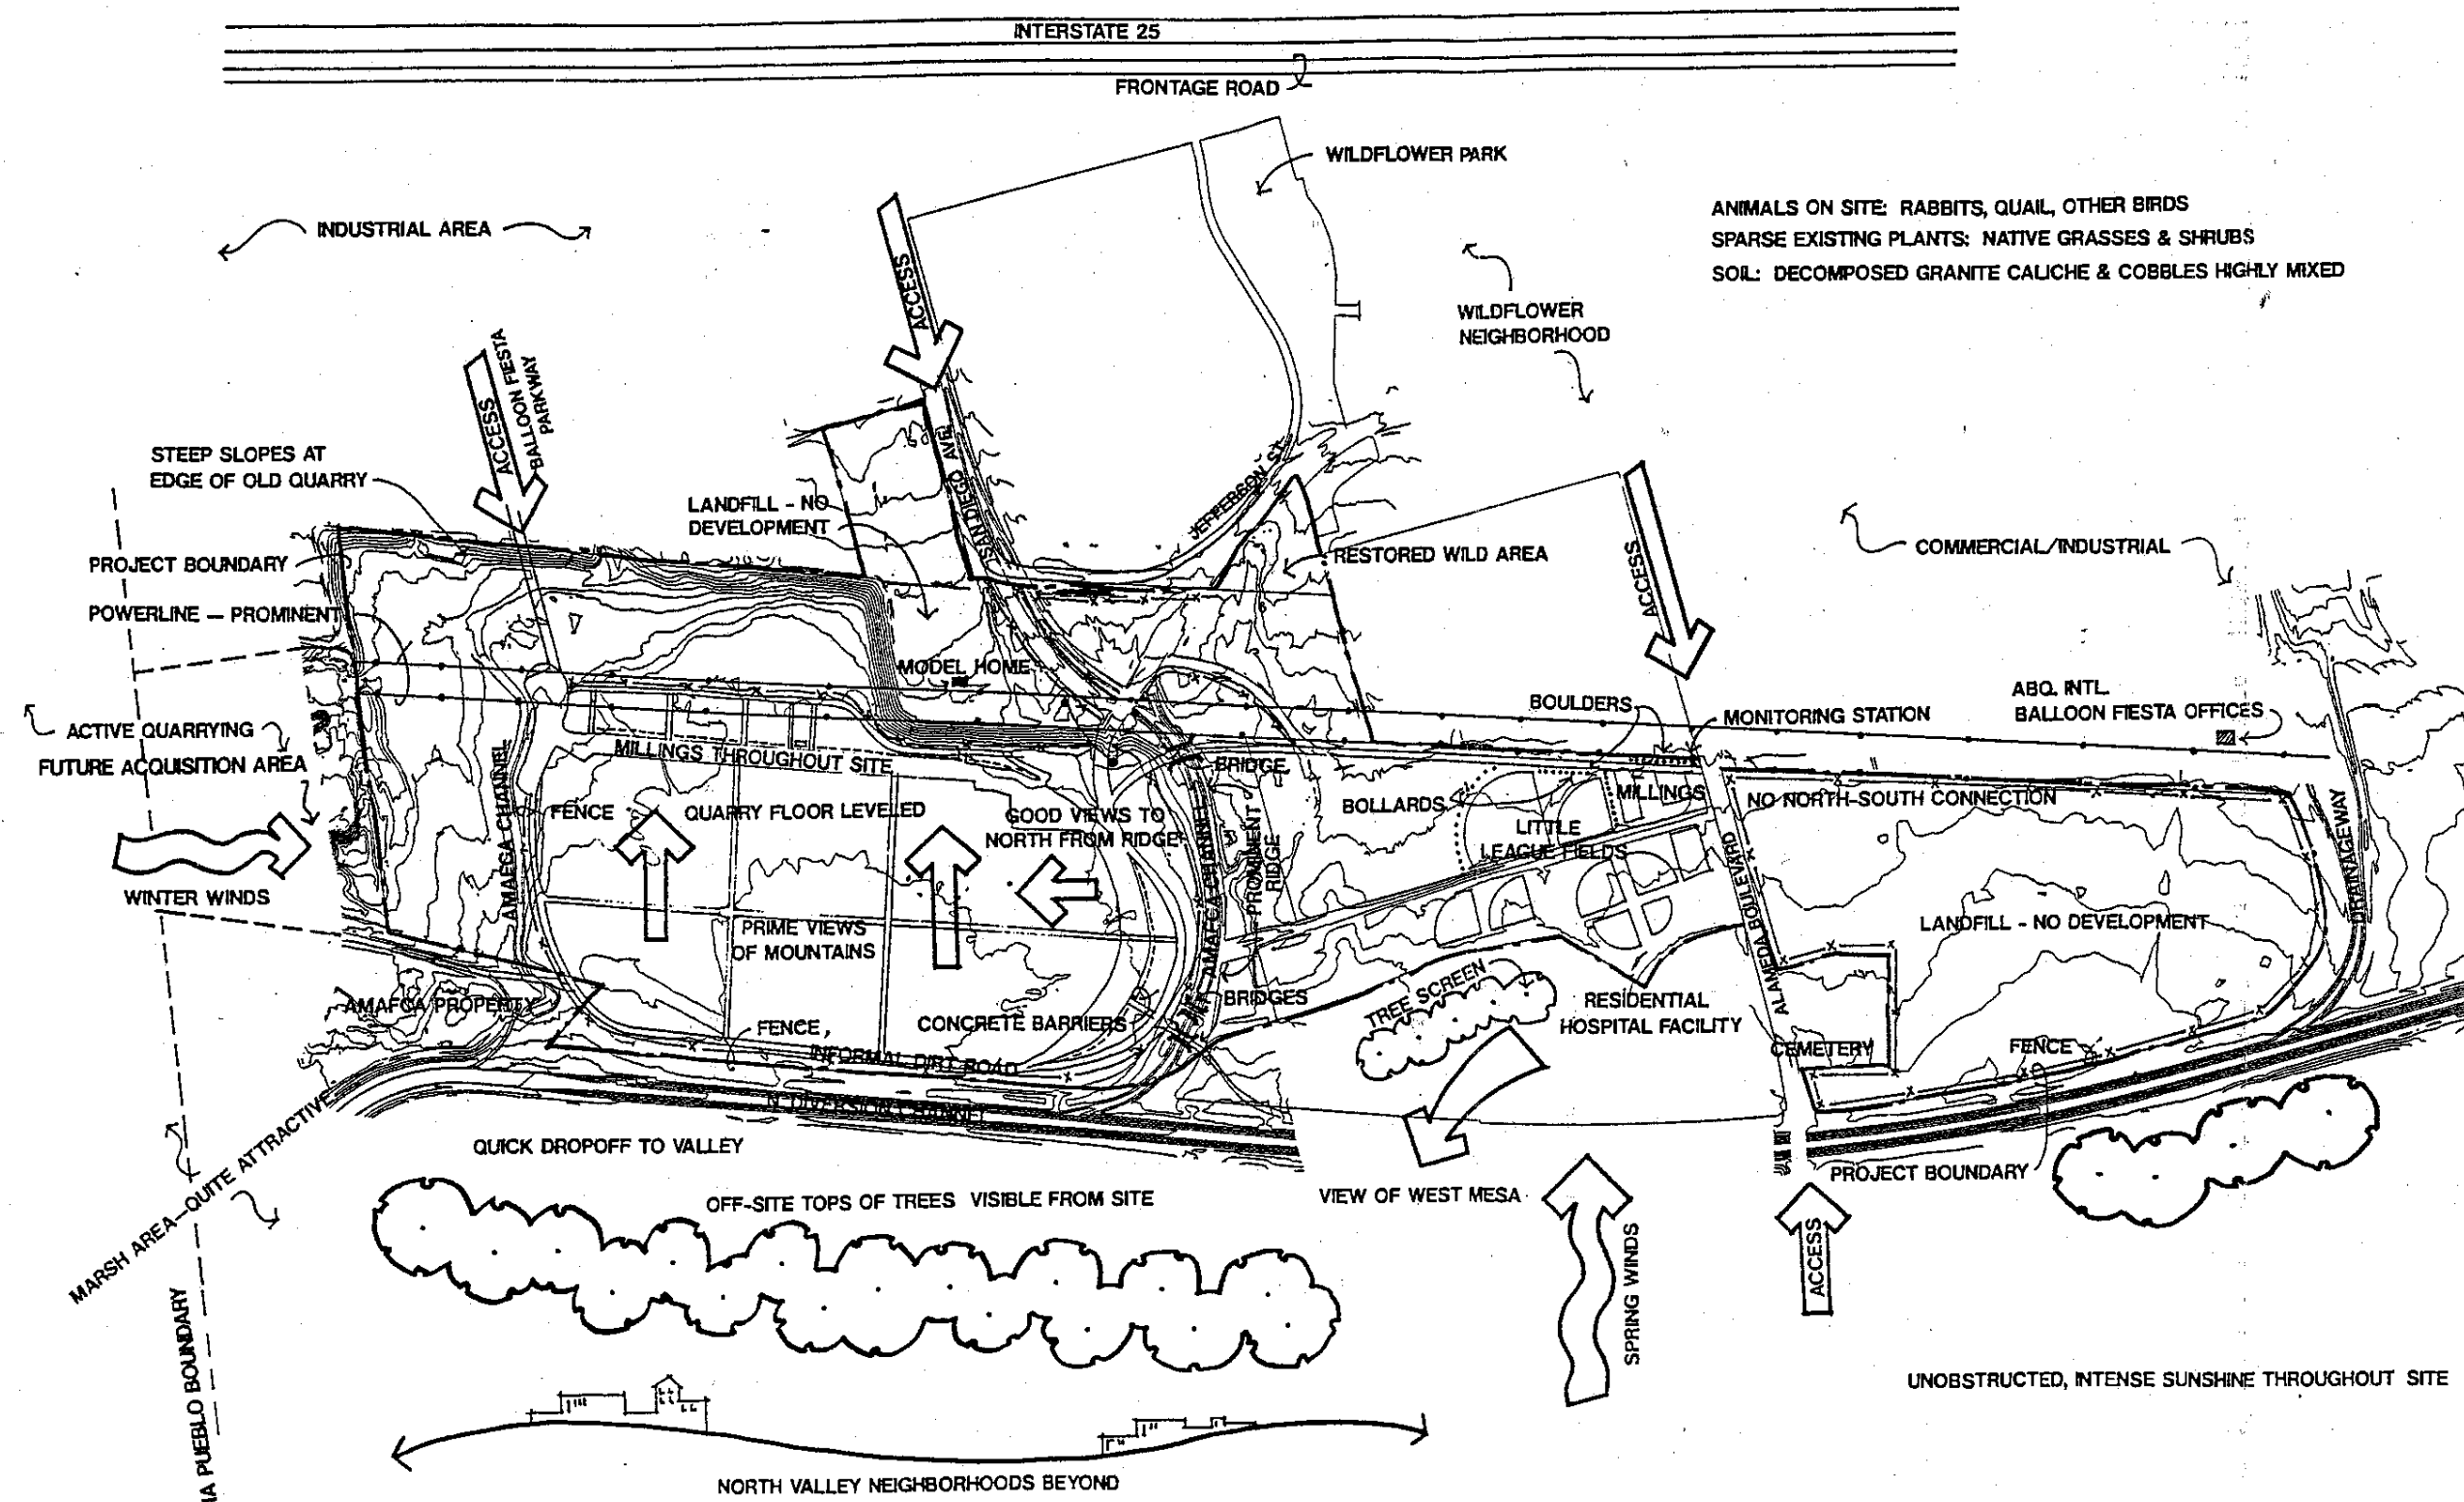 INTERSTATE 25
FRONTAGE ROAD
WILDFLOWER PARK
INDUSTRIAL AREA
ANIMALS ON SITE: RABBITS, QUAIL, OTHER BIRDS
SPARSE EXISTING PLANTS: NATIVE GRASSES & SHRUBS
SOIL: DECOMPOSED GRANITE CALICHE & COBBLES HIGHLY MIXED
ACCESS
WILDFLOWER
NEIGHBORHOOD
ACCESS
BALLOON FIESTA
PARKWAY
STEEP SLOPES AT
EDGE OF OLD QUARRY
LANDFILL - NO
DEVELOPMENT
SAN DIEGO AVE
JEFFERSON ST.
RESTORED WILD AREA
ACCESS
COMMERCIAL/INDUSTRIAL
PROJECT BOUNDARY
POWERLINE — PROMINENT
MODEL HOME
BOULDERS
MONITORING STATION
ABQ. INTL.
BALLOON FIESTA OFFICES
ACTIVE QUARRYING
FUTURE ACQUISITION AREA
AMAFCA CHANNEL
MILLINGS THROUGHOUT SITE
BRIDGE
FENCE
QUARRY FLOOR LEVELED
GOOD VIEWS TO
NORTH FROM RIDGE
AMAFCA CHANNEL
PROMINENT
RIDGE
BOLLARDS
MILLINGS
LITTLE
LEAGUE FIELDS
NO NORTH-SOUTH CONNECTION
ALAMEDA BOULEVARD
DRAINAGEWAY
WINTER WINDS
PRIME VIEWS
OF MOUNTAINS
LANDFILL - NO DEVELOPMENT
AMAFCA PROPERTY
FENCE
CONCRETE BARRIERS
BRIDGES
TREE SCREEN
RESIDENTIAL
HOSPITAL FACILITY
INFORMAL DIRT ROAD
CEMETERY
FENCE
N. DIVERSION CHANNEL
MARSH AREA—QUITE ATTRACTIVE
QUICK DROPOFF TO VALLEY
OFF-SITE TOPS OF TREES VISIBLE FROM SITE
VIEW OF WEST MESA
SPRING WINDS
ACCESS
PROJECT BOUNDARY
IA PUEBLO BOUNDARY
UNOBSTRUCTED, INTENSE SUNSHINE THROUGHOUT SITE
NORTH VALLEY NEIGHBORHOODS BEYOND